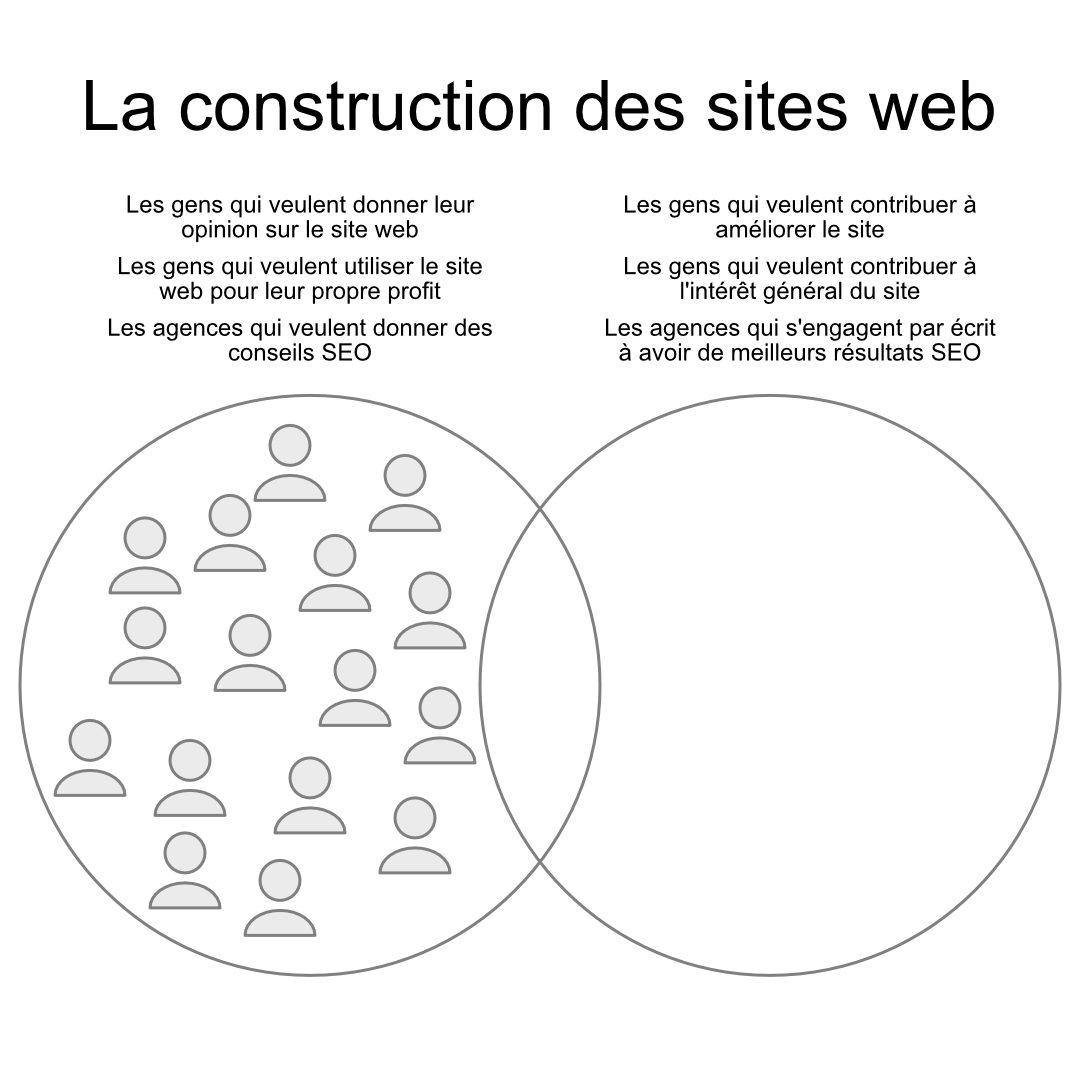 La construction des sites web
Les gens qui veulent donner leur
opinion sur le site web
Les gens qui veulent utiliser le site
web pour leur propre profit
Les agences qui veulent donner des
conseils SEO
Les gens qui veulent contribuer à
améliorer le site
Les gens qui veulent contribuer à
l'intérêt général du site
Les agences qui s'engagent par écrit
à avoir de meilleurs résultats SEO